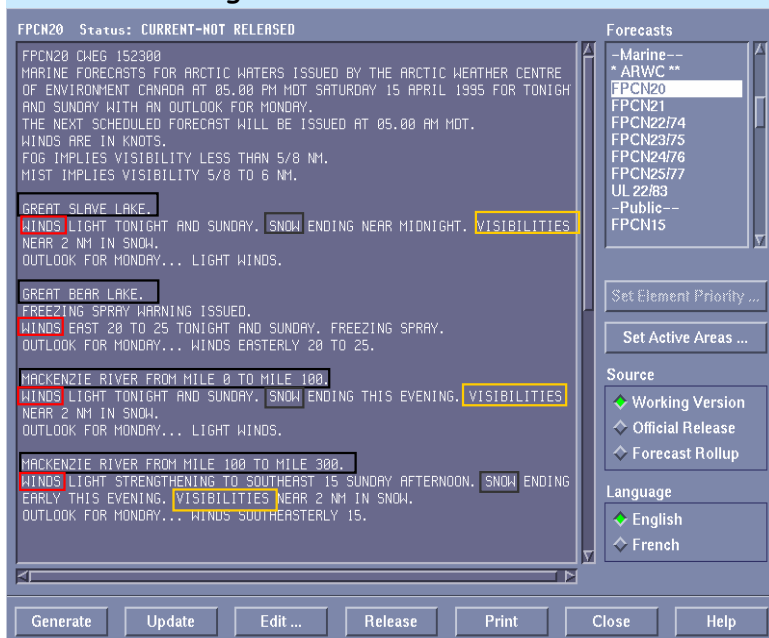 FPCN20 Status: CURRENT-NOT RELEASED
FPCN20 CWEG 152300
MARINE FORECASTS FOR ARCTIC WATERS ISSUED BY THE ARCTIC WEATHER CENTRE
OF ENVIRONMENT CANADA AT 05.00 PM MDT SATURDAY 15 APRIL 1995 FOR TONIGH
AND SUNDAY WITH AN OUTLOOK FOR MONDAY.
THE NEXT SCHEDULED FORECAST WILL BE ISSUED AT 05.00 AM MDT.
WINDS ARE IN KNOTS.
FOG IMPLIES VISIBILITY LESS THAN 5/8 NM.
MIST IMPLIES VISIBILITY 5/8 TO 6 NM.
GREAT SLAVE LAKE.
WINDS LIGHT TONIGHT AND SUNDAY. SNOW ENDING NEAR MIDNIGHT. VISIBILITIES
NEAR 2 NM IN SNOW.
OUTLOOK FOR MONDAY... LIGHT WINDS.
GREAT BEAR LAKE.
FREEZING SPRAY WARNING ISSUED.
WINDS EAST 20 TO 25 TONIGHT AND SUNDAY. FREEZING SPRAY.
OUTLOOK FOR MONDAY... WINDS EASTERLY 20 TO 25.
MACKENZIE RIVER FROM MILE 0 TO MILE 100.
WINDS LIGHT TONIGHT AND SUNDAY. SNOW ENDING THIS EVENING. VISIBILITIES
NEAR 2 NM IN SNOW.
OUTLOOK FOR MONDAY... LIGHT WINDS.
MACKENZIE RIVER FROM MILE 100 TO MILE 300.
WINDS LIGHT STRENGTHENING TO SOUTHEAST 15 SUNDAY AFTERNOON. SNOW ENDING
EARLY THIS EVENING. VISIBILITIES NEAR 2 NM IN SNOW.
OUTLOOK FOR MONDAY... WINDS SOUTHEASTERLY 15.
Forecasts
--Marine--
* ARWC **
FPCN20
FPCN21
FPCN22/74
FPCN23/75
FPCN24/76
FPCN25/77
UL 22/83
--Public--
FPCN15
Set Element Priority ...
Set Active Areas ...
Source
Working Version
Official Release
Forecast Rollup
Language
English
French
Generate Update Edit ... Release Print Close Help